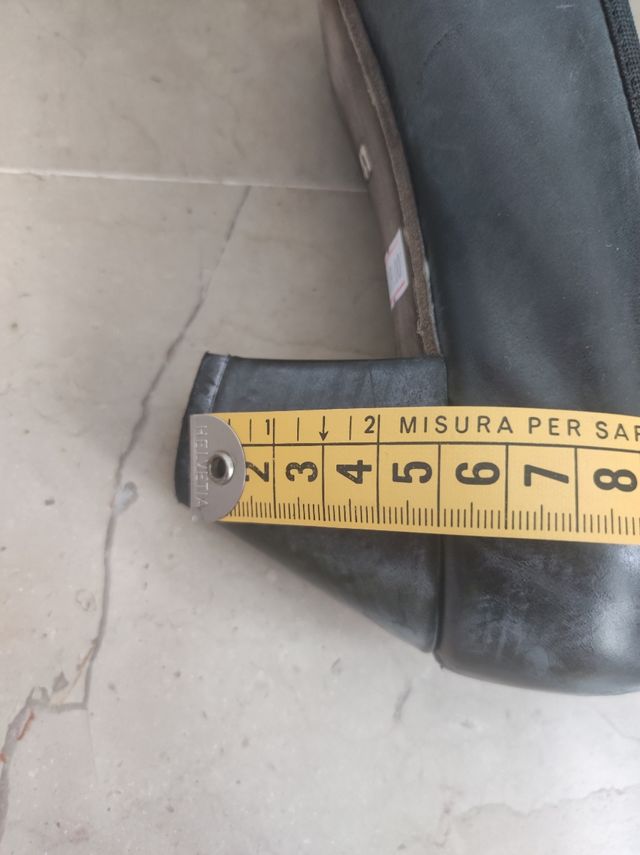 1 2 MISURA PER SAR
2 3 4 5 6 7 8
HELVETIA